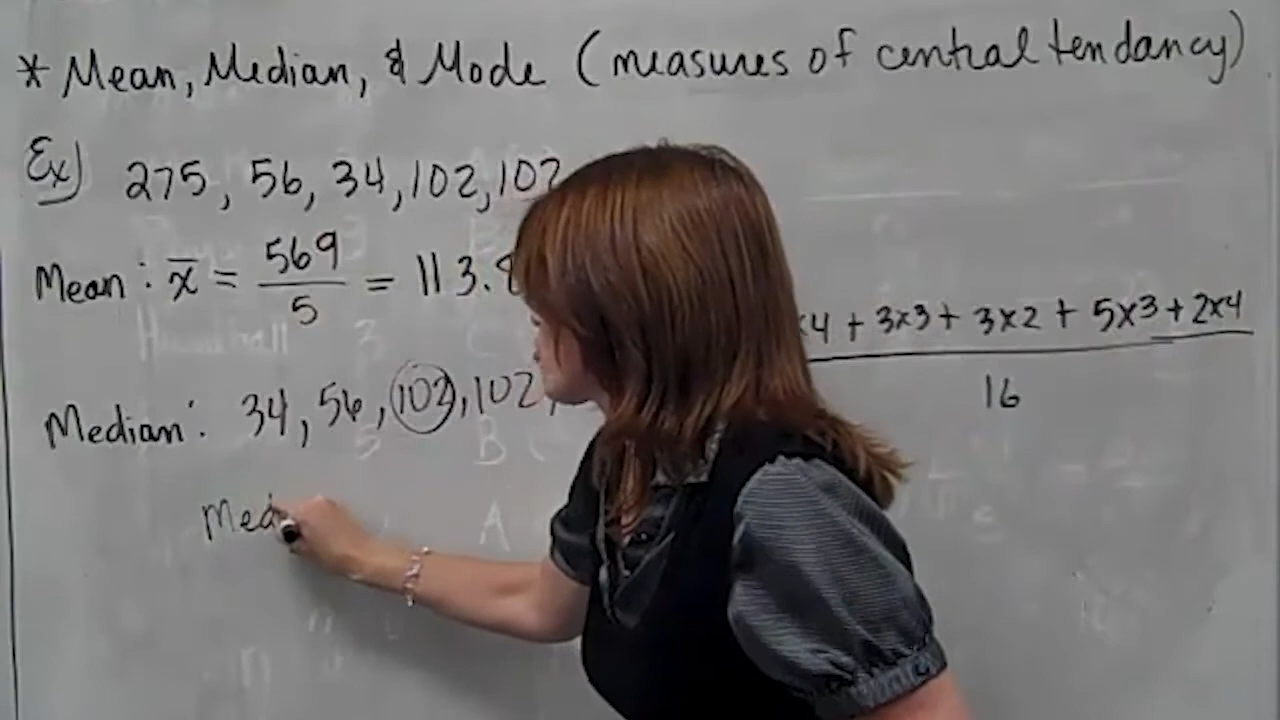 * Mean, Median, & Mode (measures of central tendancy)
Ex) 275, 56, 34, 102, 102
Mean: x̄ = 569/5 = 113.8
Median: 34, 56, 102, 102,
Med
x4 + 3x3 + 3x2 + 5x3 + 2x4
16